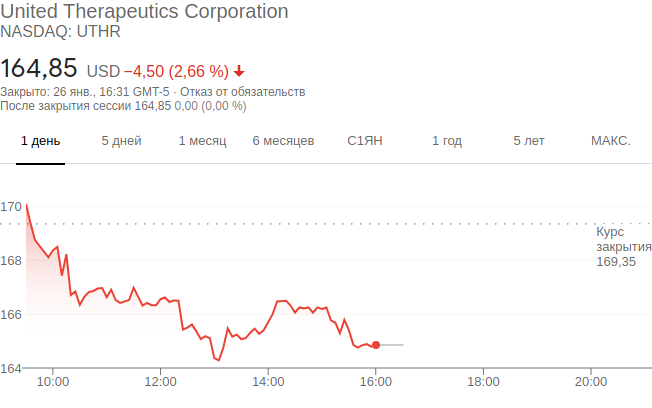 United Therapeutics Corporation
NASDAQ: UTHR
164,85 USD −4,50 (2,66 %)
Закрыто: 26 янв., 16:31 GMT-5 · Отказ от обязательств
После закрытия сессии 164,85 0,00 (0,00 %)
1 день 5 дней 1 месяц 6 месяцев С1ЯН 1 год 5 лет МАКС.
170
Курс
закрытия
169,35
168
166
164
10:00 12:00 14:00 16:00 18:00 20:00